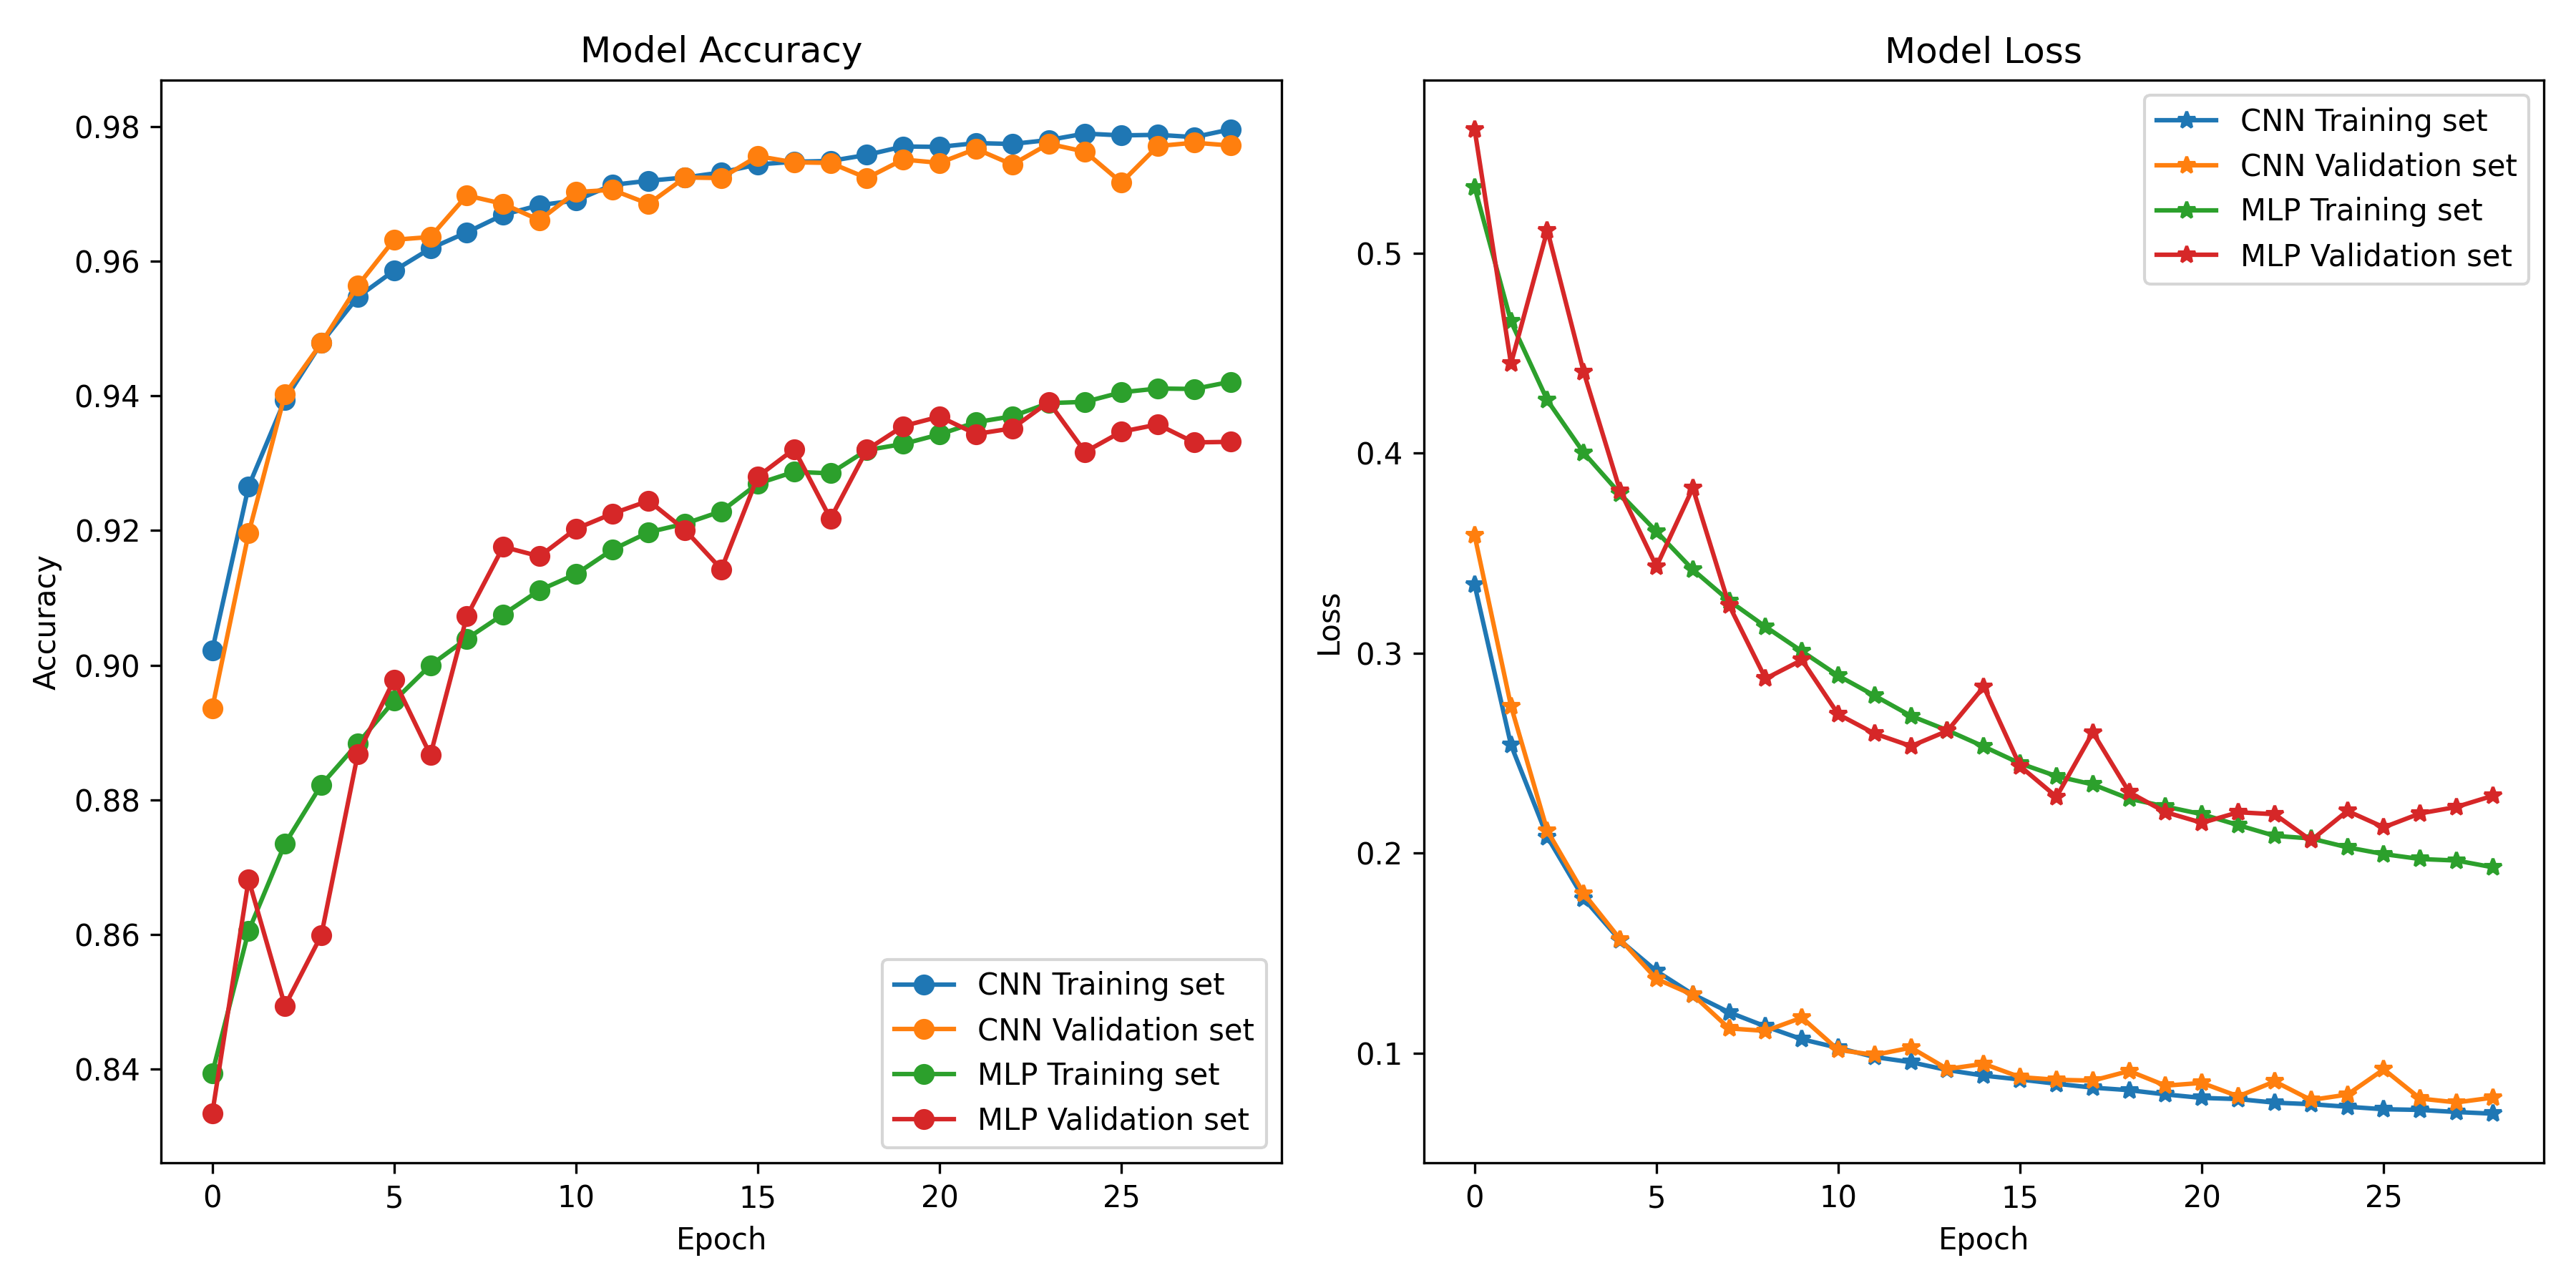 Model Accuracy
0.98
0.96
0.94
0.92
0.90
0.88
0.86
0.84
Accuracy
CNN Training set
CNN Validation set
MLP Training set
MLP Validation set
0 5 10 15 20 25
Epoch
Model Loss
0.5
0.4
0.3
0.2
0.1
Loss
CNN Training set
CNN Validation set
MLP Training set
MLP Validation set
0 5 10 15 20 25
Epoch